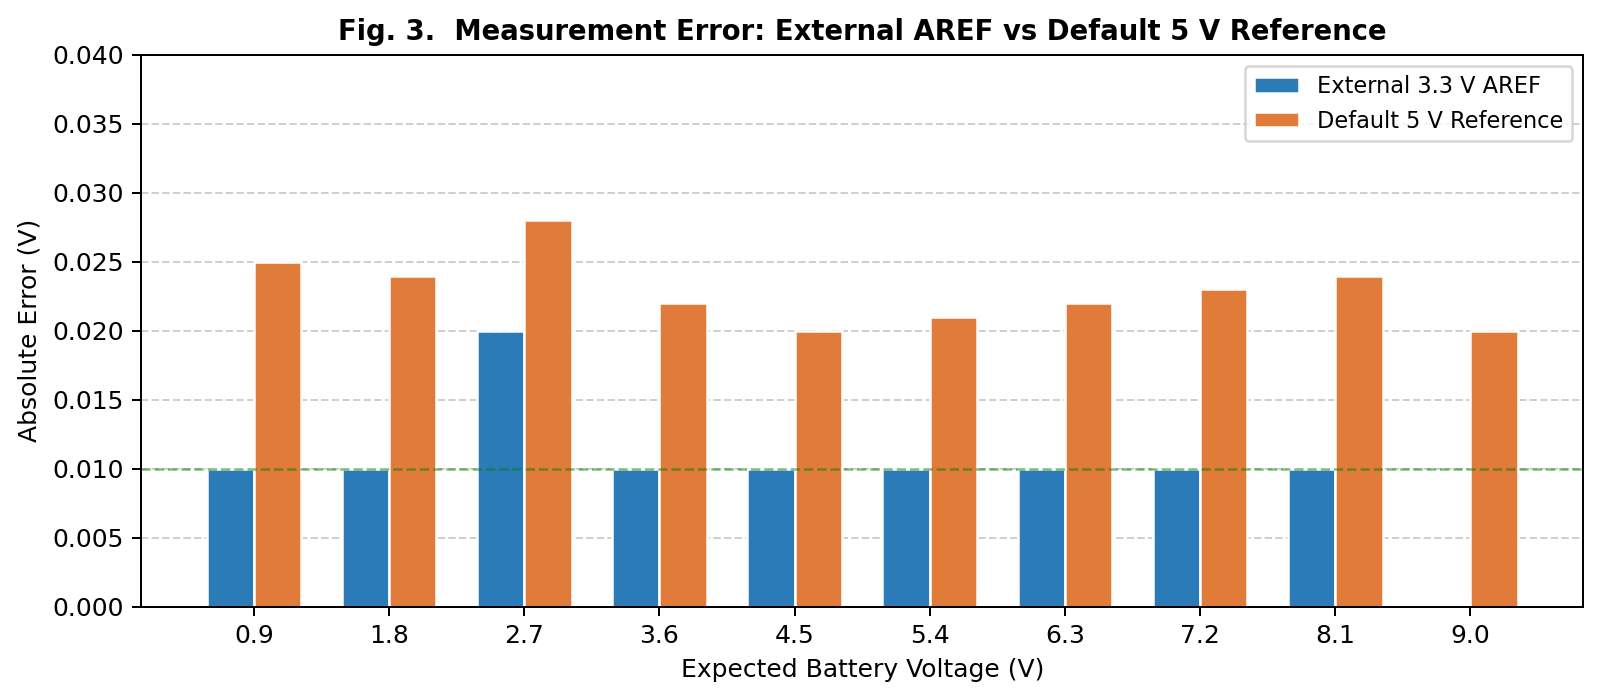 Fig. 3.  Measurement Error: External AREF vs Default 5 V Reference
External 3.3 V AREF
Default 5 V Reference
Absolute Error (V)
0.040
0.035
0.030
0.025
0.020
0.015
0.010
0.005
0.000
0.9 1.8 2.7 3.6 4.5 5.4 6.3 7.2 8.1 9.0
Expected Battery Voltage (V)